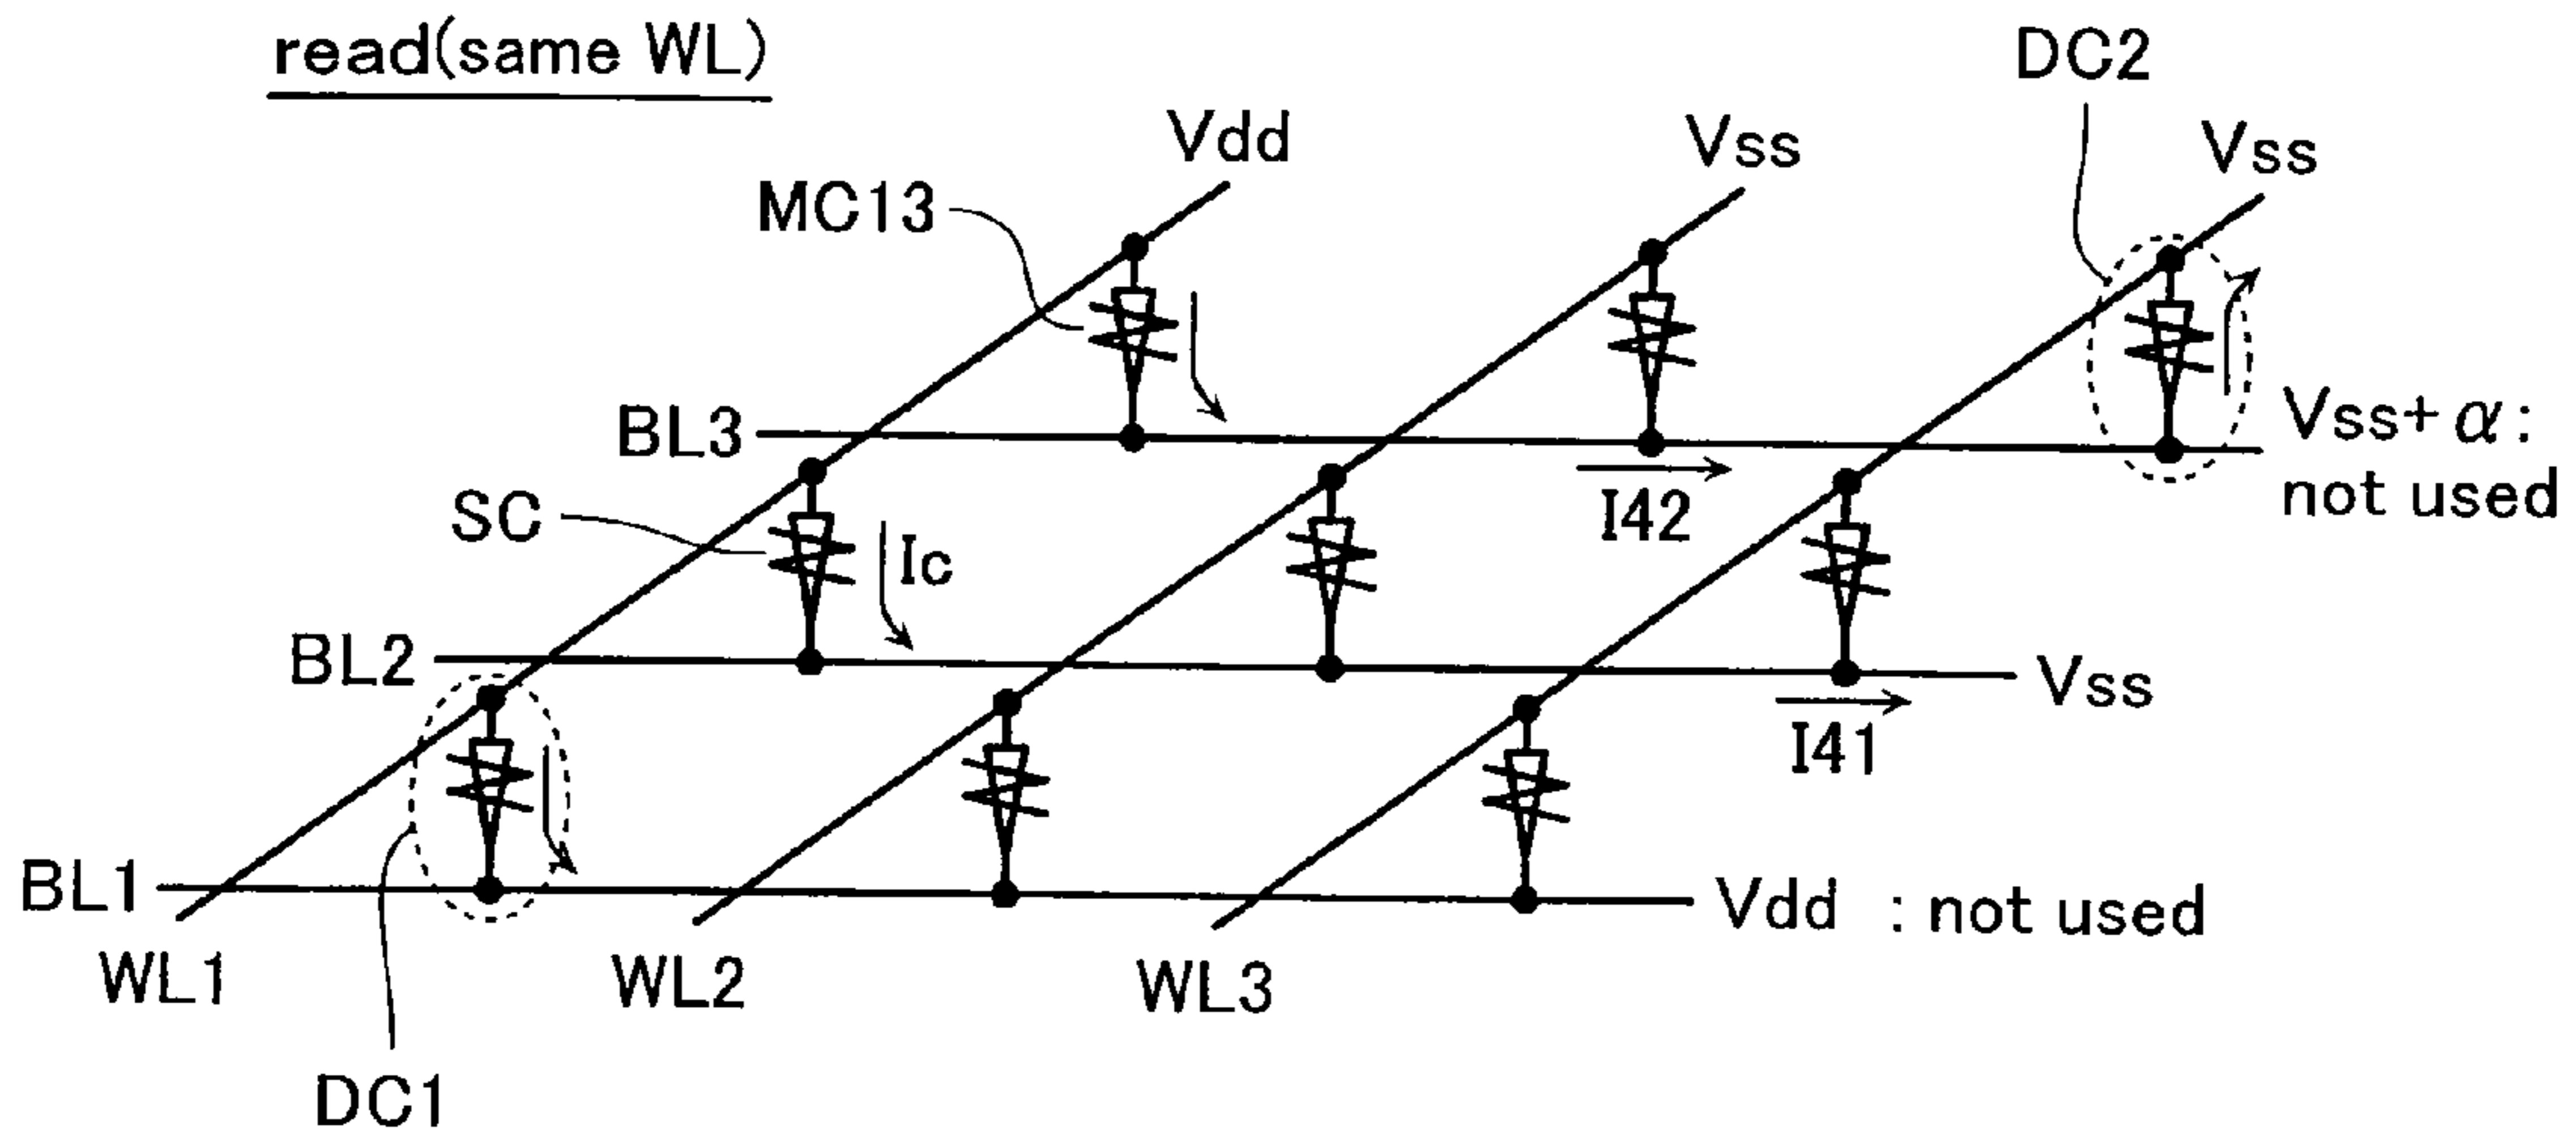 read(same WL)
DC2
Vdd
Vss
Vss
MC13
BL3
Vss+α:
not used
SC
Ic
I42
BL2
Vss
I41
BL1
Vdd : not used
WL1
WL2
WL3
DC1